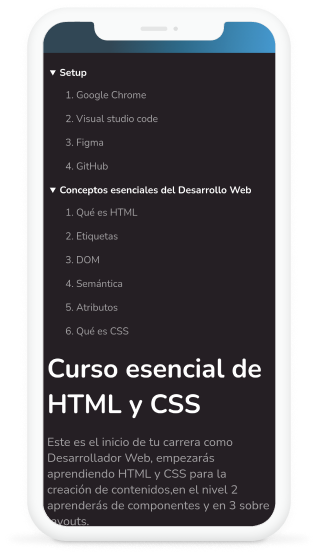 ▼ Setup
1. Google Chrome
2. Visual studio code
3. Figma
4. GitHub
▼ Conceptos esenciales del Desarrollo Web
1. Qué es HTML
2. Etiquetas
3. DOM
4. Semántica
5. Atributos
6. Qué es CSS
Curso esencial de
HTML y CSS
Este es el inicio de tu carrera como
Desarrollador Web, empezarás
aprendiendo HTML y CSS para la
creación de contenidos,en el nivel 2
aprenderás de componentes y en 3 sobre
layouts.